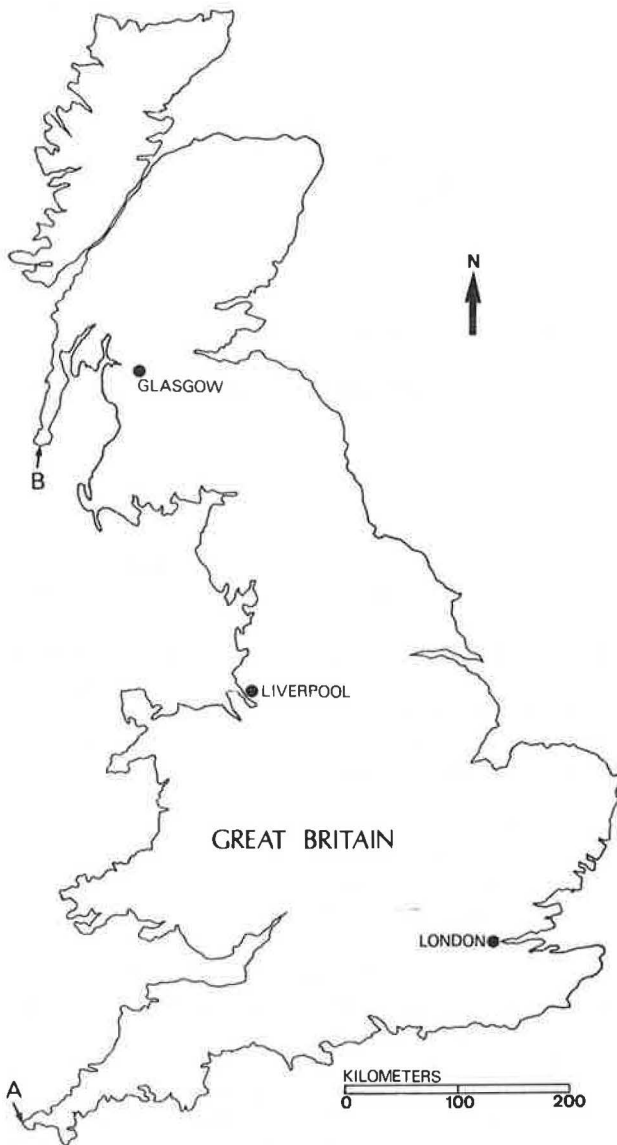 N
GLASGOW
B
LIVERPOOL
GREAT BRITAIN
LONDON
A
KILOMETERS
0 100 200